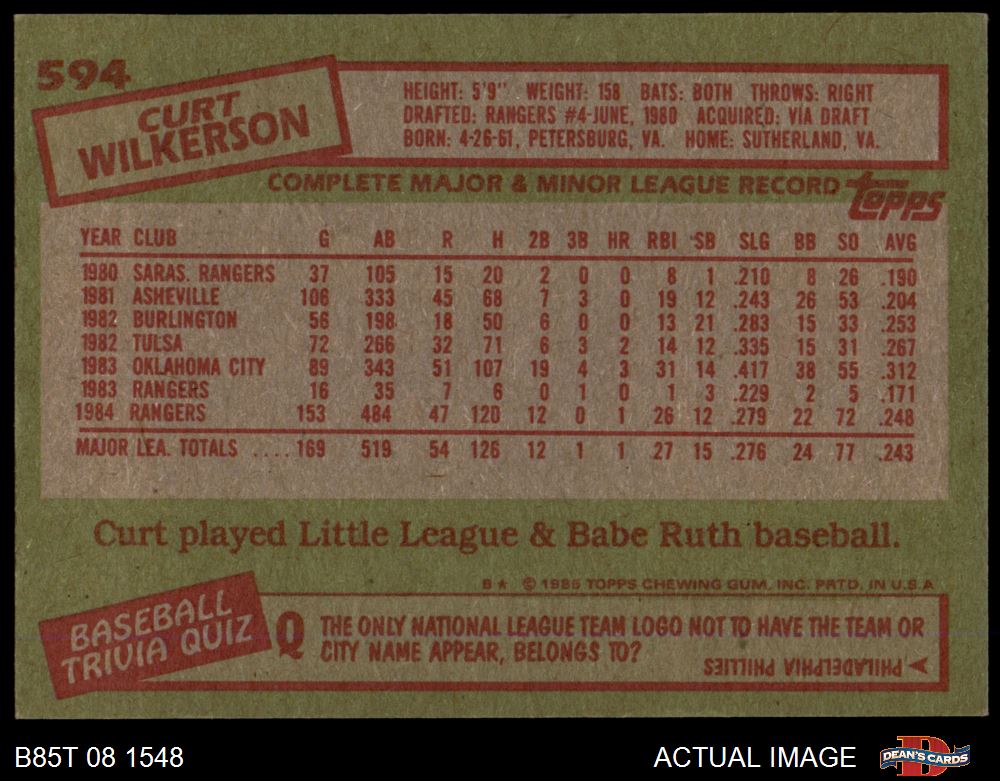 594
CURT
WILKERSON
HEIGHT: 5'9" WEIGHT: 158 BATS: BOTH THROWS: RIGHT
DRAFTED: RANGERS #4-JUNE, 1980 ACQUIRED: VIA DRAFT
BORN: 4-26-61, PETERSBURG, VA. HOME: SUTHERLAND, VA.
COMPLETE MAJOR & MINOR LEAGUE RECORD topps
YEAR CLUB G AB R H 2B 3B HR RBI SB SLG BB SO AVG
1980 SARAS. RANGERS 37 105 15 20 2 0 0 8 1 .210 8 26 .190
1981 ASHEVILLE 106 333 45 68 7 3 0 19 12 .243 26 53 .204
1982 BURLINGTON 56 198 18 50 6 0 0 13 21 .283 15 33 .253
1982 TULSA 72 266 32 71 6 3 2 14 12 .335 15 31 .267
1983 OKLAHOMA CITY 89 343 51 107 19 4 3 31 14 .417 38 55 .312
1983 RANGERS 16 35 7 6 0 1 0 1 3 .229 2 5 .171
1984 RANGERS 153 484 47 120 12 0 1 26 12 .279 22 72 .248
MAJOR LEA. TOTALS ....169 519 54 126 12 1 1 27 15 .276 24 77 .243
Curt played Little League & Babe Ruth baseball.
B★ © 1985 TOPPS CHEWING GUM, INC. PRTD. IN U.S.A.
BASEBALL
TRIVIA QUIZ
Q THE ONLY NATIONAL LEAGUE TEAM LOGO NOT TO HAVE THE TEAM OR
CITY NAME APPEAR, BELONGS TO?
PHILADELPHIA PHILLIES
B85T 08 1548
ACTUAL IMAGE
DEAN'S CARDS